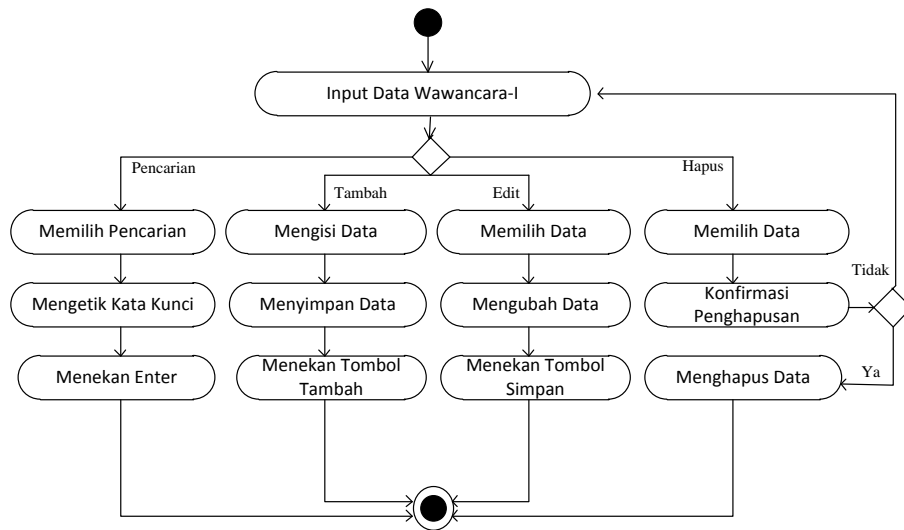 Input Data Wawancara-I
Pencarian
Tambah
Edit
Hapus
Memilih Pencarian
Mengisi Data
Memilih Data
Memilih Data
Tidak
Mengetik Kata Kunci
Menyimpan Data
Mengubah Data
Konfirmasi
Penghapusan
Menekan Enter
Menekan Tombol
Tambah
Menekan Tombol
Simpan
Menghapus Data
Ya